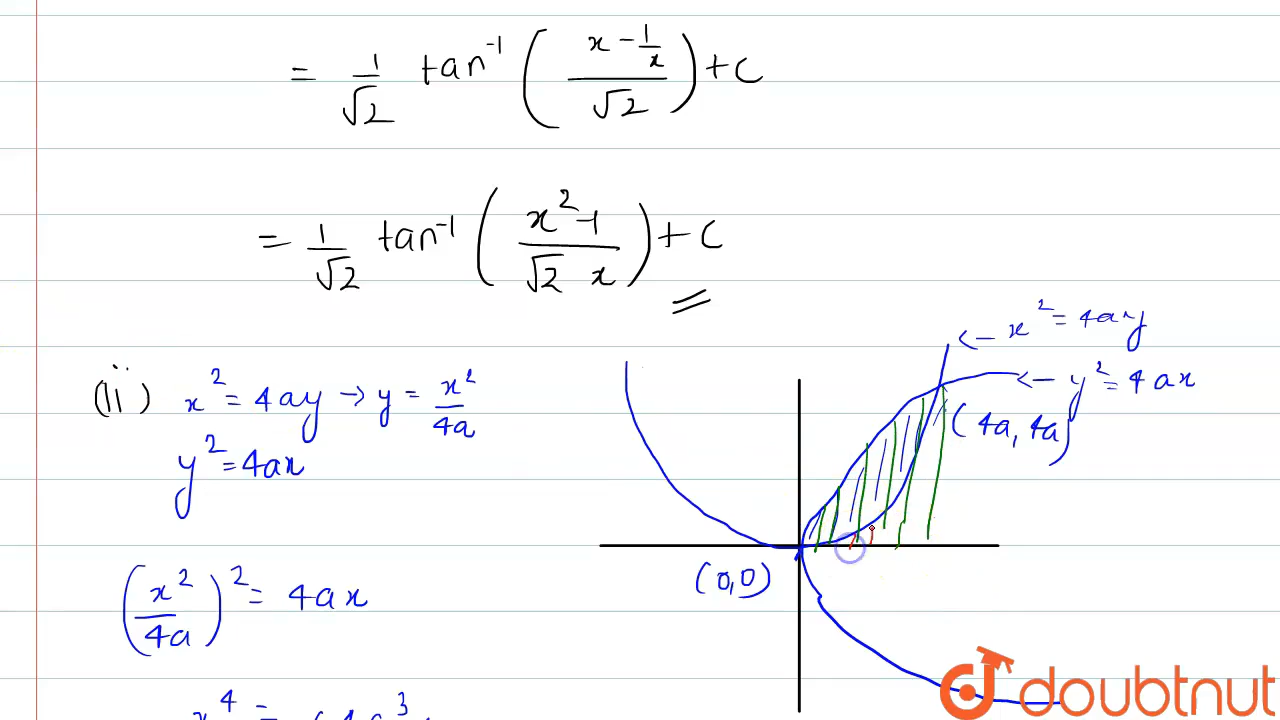 = 1/√2 tan⁻¹ ( (x - 1/x) / √2 ) + c
= 1/√2 tan⁻¹ ( (x² - 1) / (√2 x) ) + c
(ii) x² = 4ay → y = x²/4a
y² = 4ax
(x²/4a)² = 4ax
x⁴ =
← x² = 4ay
← y² = 4ax
(4a, 4a)
(0,0)
doubtnut